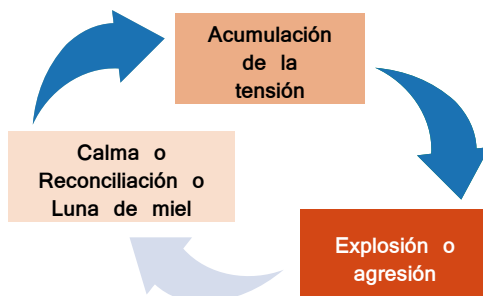 Acumulación
de la
tensión
Calma o
Reconciliación o
Luna de miel
Explosión o
agresión